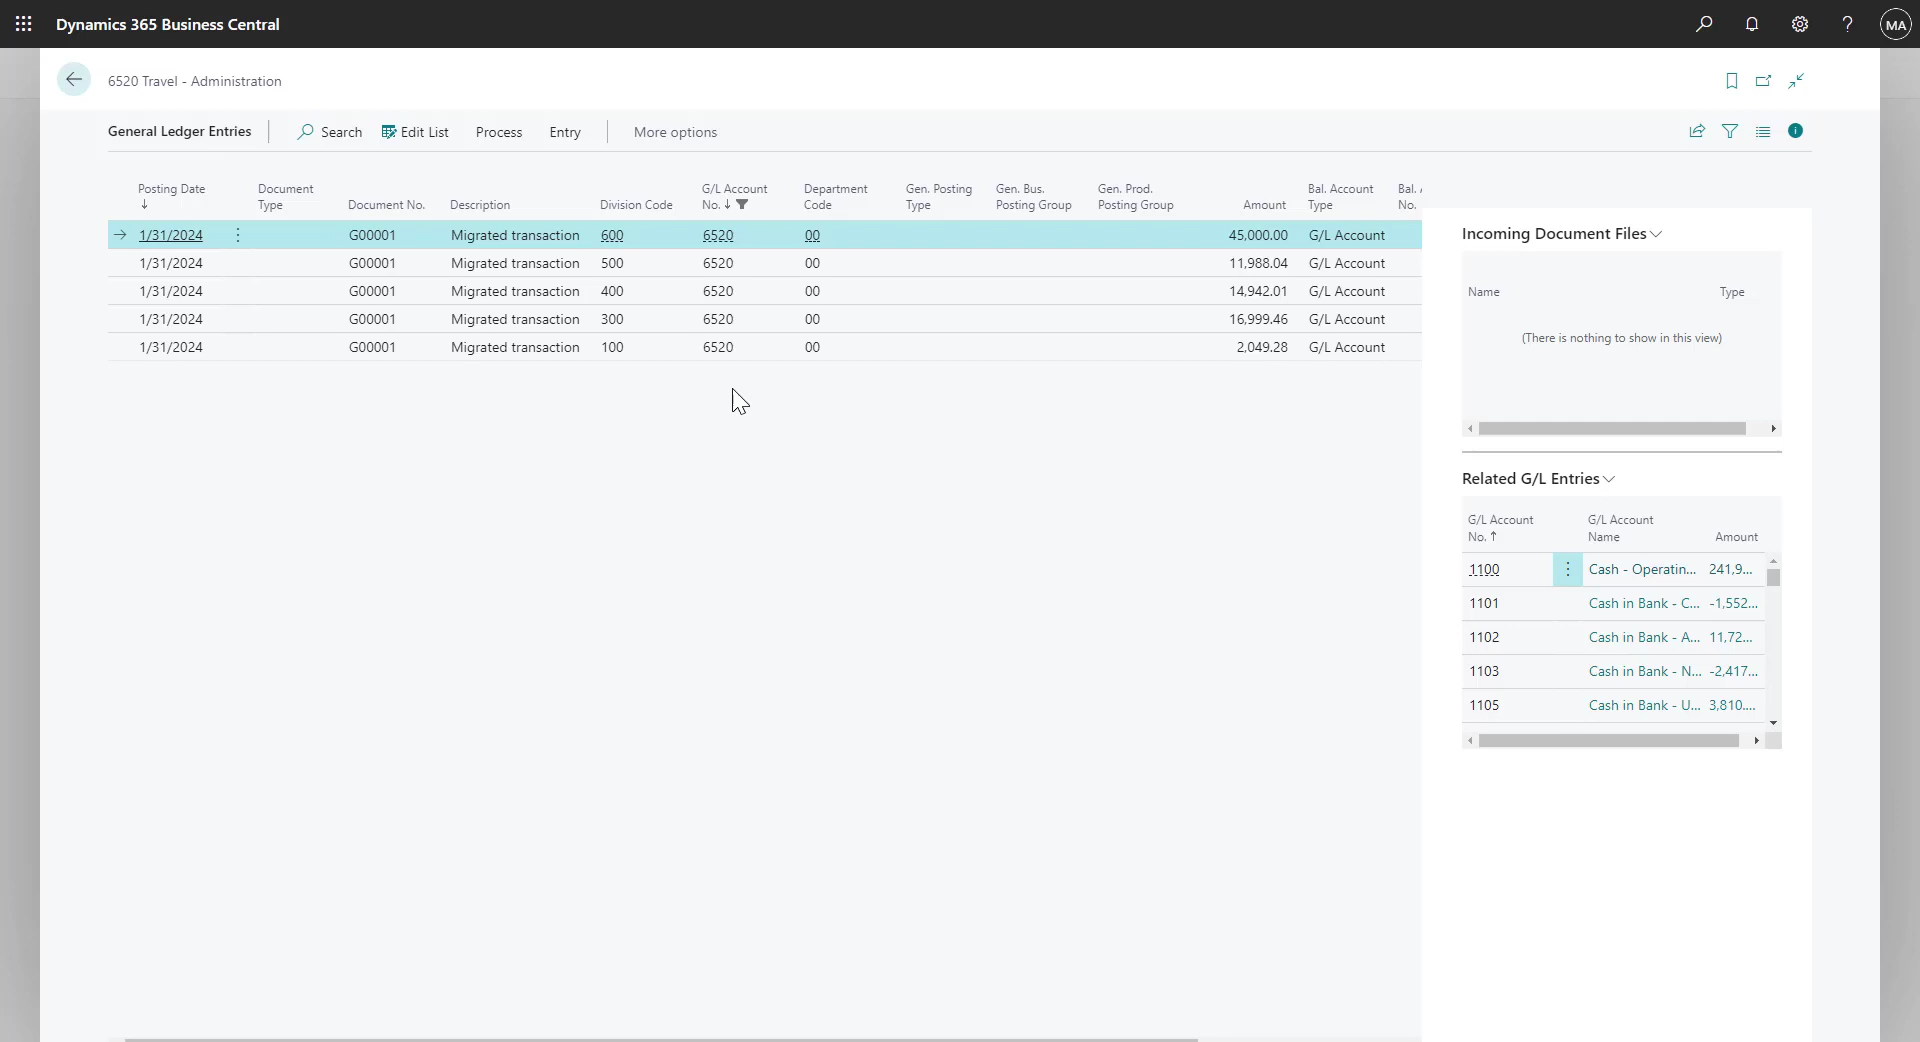 Dynamics 365 Business Central
MA
6520 Travel - Administration
General Ledger Entries Search Edit List Process Entry More options
Posting Date Document Type Document No. Description Division Code G/L Account No. Department Code Gen. Posting Type Gen. Bus. Posting Group Gen. Prod. Posting Group Amount Bal. Account Type Bal. No.
1/31/2024 G00001 Migrated transaction 600 6520 00 45,000.00 G/L Account
1/31/2024 G00001 Migrated transaction 500 6520 00 11,988.04 G/L Account
1/31/2024 G00001 Migrated transaction 400 6520 00 14,942.01 G/L Account
1/31/2024 G00001 Migrated transaction 300 6520 00 16,999.46 G/L Account
1/31/2024 G00001 Migrated transaction 100 6520 00 2,049.28 G/L Account
Incoming Document Files
Name Type
(There is nothing to show in this view)
Related G/L Entries
G/L Account No. G/L Account Name Amount
1100 Cash - Operatin... 241,9...
1101 Cash in Bank - C... -1,552...
1102 Cash in Bank - A... 11,72...
1103 Cash in Bank - N... -2,417...
1105 Cash in Bank - U... 3,810....